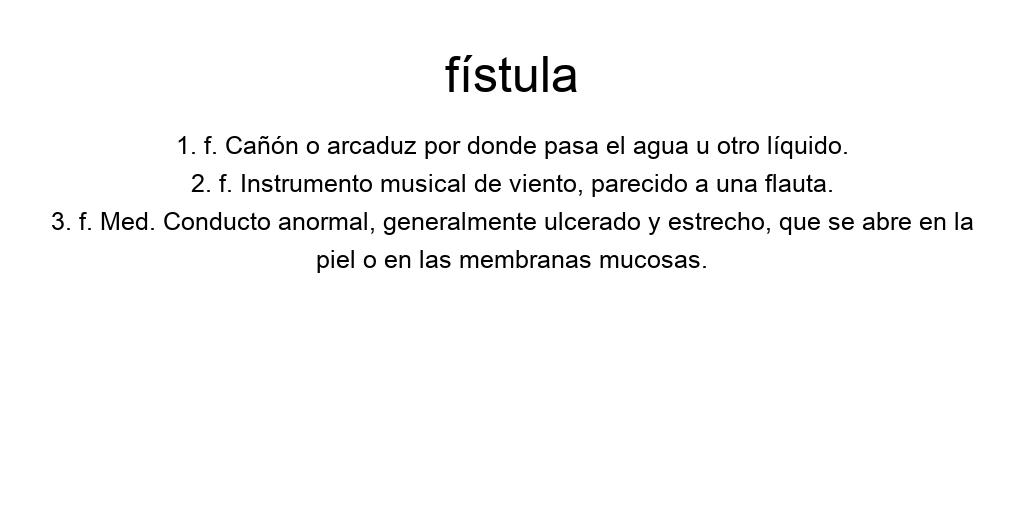 fístula
1. f. Cañón o arcaduz por donde pasa el agua u otro líquido.
2. f. Instrumento musical de viento, parecido a una flauta.
3. f. Med. Conducto anormal, generalmente ulcerado y estrecho, que se abre en la
piel o en las membranas mucosas.